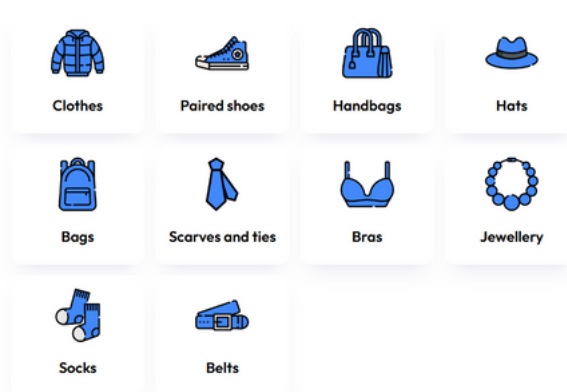 Clothes
Paired shoes
Handbags
Hats
Bags
Scarves and ties
Bras
Jewellery
Socks
Belts